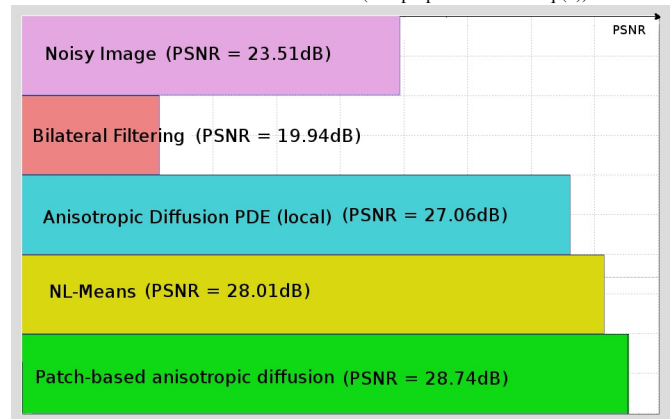 PSNR
Noisy Image (PSNR = 23.51dB)
Bilateral Filtering (PSNR = 19.94dB)
Anisotropic Diffusion PDE (local) (PSNR = 27.06dB)
NL-Means (PSNR = 28.01dB)
Patch-based anisotropic diffusion (PSNR = 28.74dB)